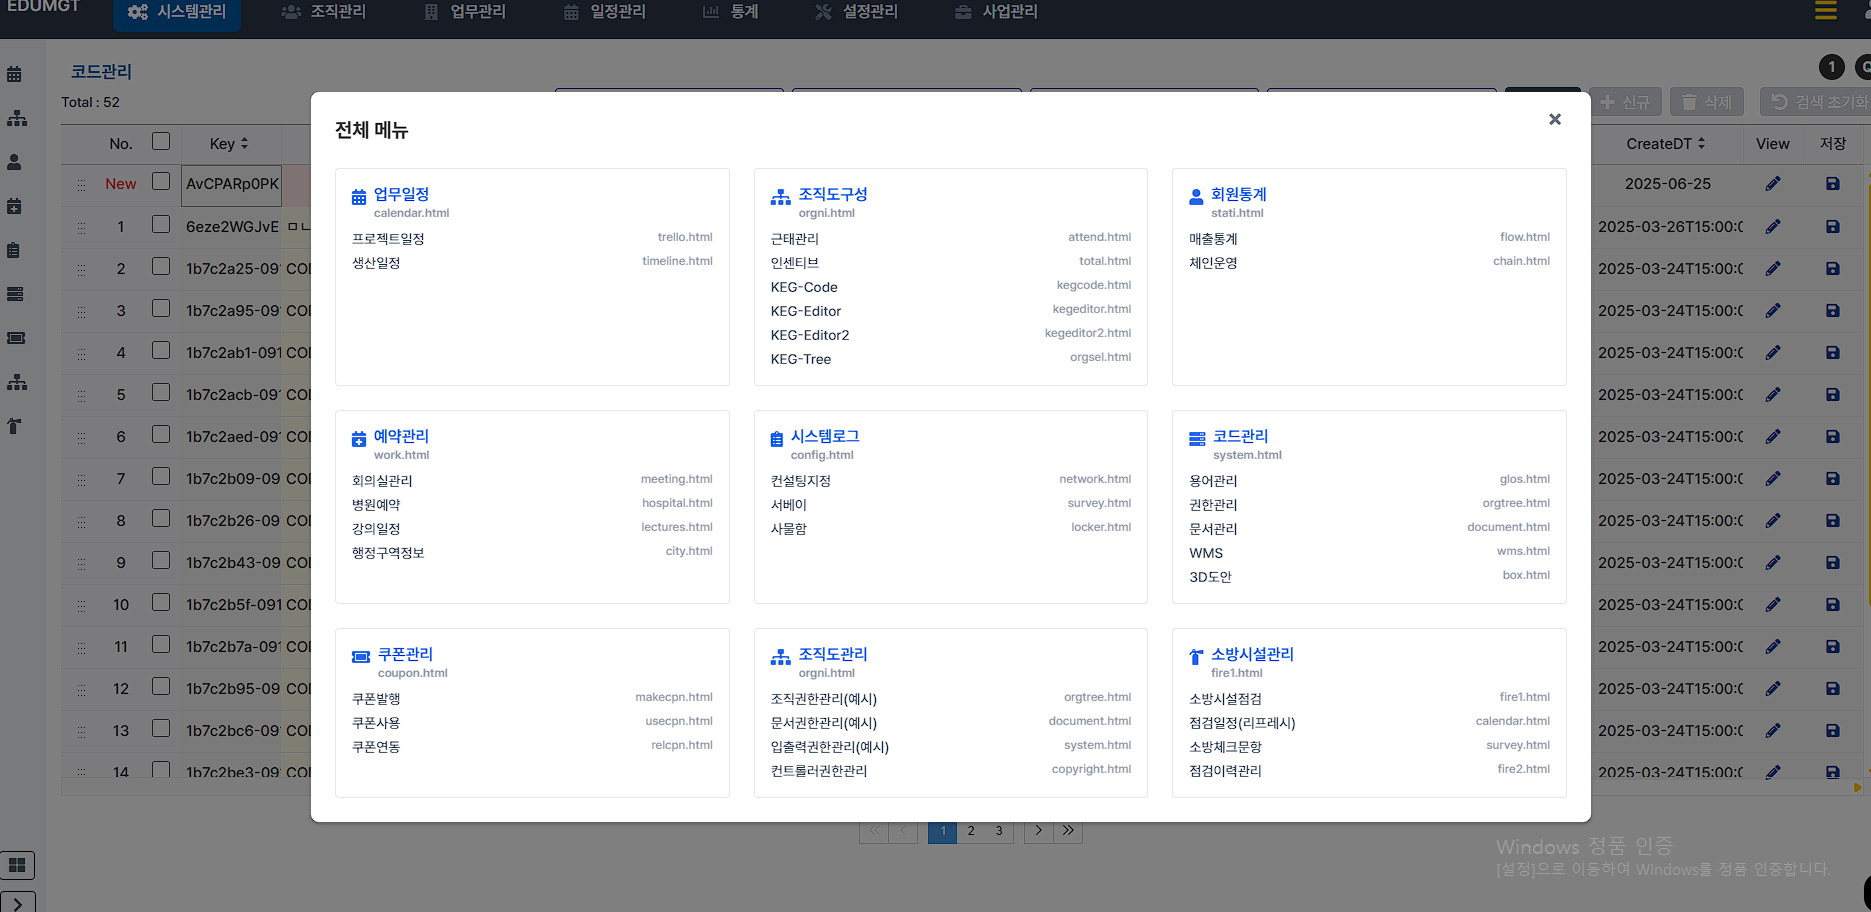 EDUMGT
시스템관리
조직관리
업무관리
일정관리
통계
설정관리
사업관리
코드관리
1
Total : 52
신규
삭제
검색 초기화
No.
Key
CreateDT
View
저장
New
AvCPARp0PK
2025-06-25
1
6eze2WGJvE
2025-03-26T15:00:0
2
1b7c2a25-09
COD
2025-03-24T15:00:0
3
1b7c2a95-09
COD
2025-03-24T15:00:0
4
1b7c2ab1-091
COD
2025-03-24T15:00:0
5
1b7c2acb-09
COD
2025-03-24T15:00:0
6
1b7c2aed-09
COD
2025-03-24T15:00:0
7
1b7c2b09-09
COD
2025-03-24T15:00:0
8
1b7c2b26-09
COD
2025-03-24T15:00:0
9
1b7c2b43-09
COD
2025-03-24T15:00:0
10
1b7c2b5f-091
COD
2025-03-24T15:00:0
11
1b7c2b7a-091
COD
2025-03-24T15:00:0
12
1b7c2b95-09
COD
2025-03-24T15:00:0
13
1b7c2bc6-09
COD
2025-03-24T15:00:0
14
1b7c2be3-09
COD
2025-03-24T15:00:0
전체 메뉴
업무일정
calendar.html
프로젝트일정 trello.html
생산일정 timeline.html
조직도구성
orgni.html
근태관리 attend.html
인센티브 total.html
KEG-Code kegcode.html
KEG-Editor kegeditor.html
KEG-Editor2 kegeditor2.html
KEG-Tree orgsel.html
회원통계
stati.html
매출통계 flow.html
체인운영 chain.html
예약관리
work.html
회의실관리 meeting.html
병원예약 hospital.html
강의일정 lectures.html
행정구역정보 city.html
시스템로그
config.html
컨설팅지정 network.html
서베이 survey.html
사물함 locker.html
코드관리
system.html
용어관리 glos.html
권한관리 orgtree.html
문서관리 document.html
WMS wms.html
3D도안 box.html
쿠폰관리
coupon.html
쿠폰발행 makecpn.html
쿠폰사용 usecpn.html
쿠폰연동 relcpn.html
조직도관리
orgni.html
조직권한관리(예시) orgtree.html
문서권한관리(예시) document.html
입출력권한관리(예시) system.html
컨트롤러권한관리 copyright.html
소방시설관리
fire1.html
소방시설점검 fire1.html
점검일정(리프레시) calendar.html
소방체크문항 survey.html
점검이력관리 fire2.html
1 2 3
Windows 정품 인증
[설정]으로 이동하여 Windows를 정품 인증합니다.